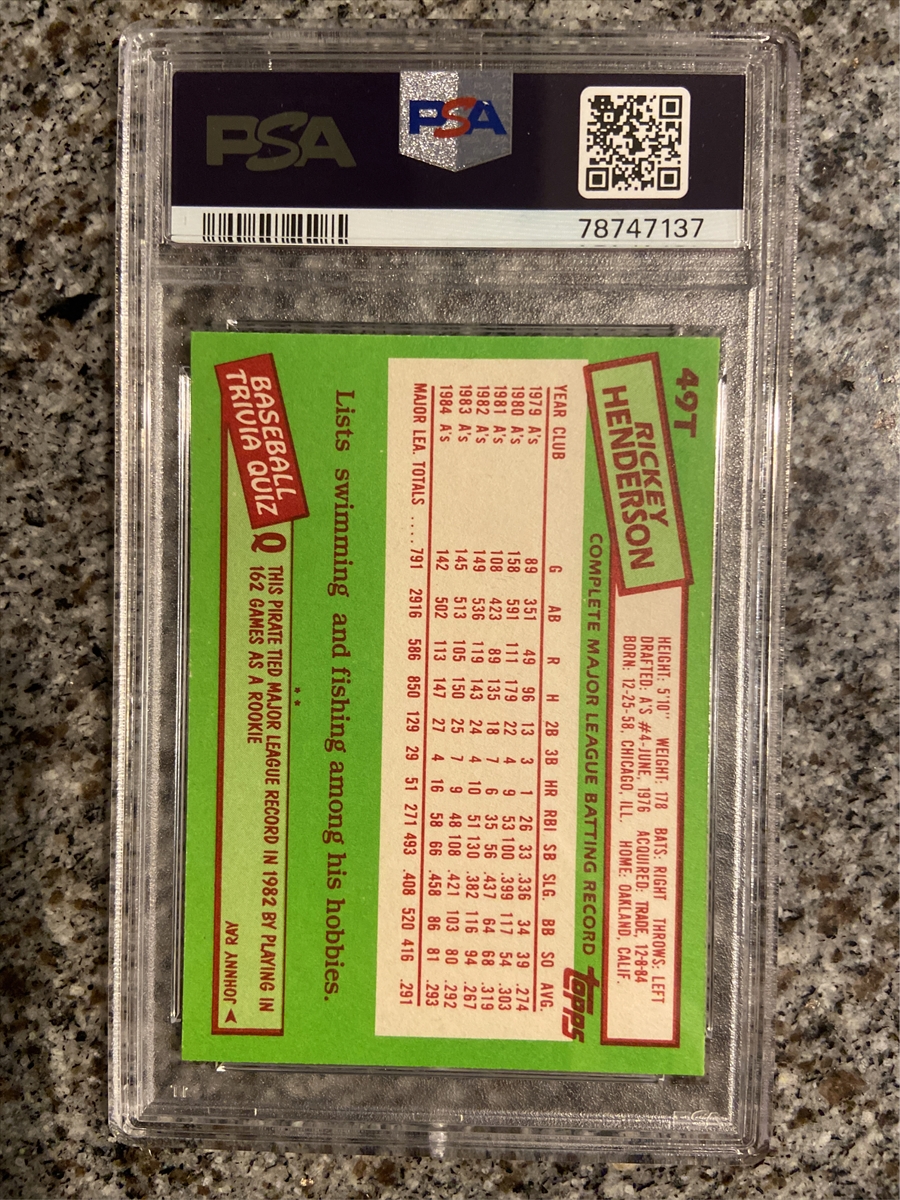 PSA
PSA
78747137
49T
RICKEY
HENDERSON
HEIGHT: 5'10" WEIGHT: 178 BATS: RIGHT THROWS: LEFT
DRAFTED: A'S #4-JUNE, 1976 ACQUIRED: TRADE, 12-8-84
BORN: 12-25-58, CHICAGO, ILL. HOME: OAKLAND, CALIF.
COMPLETE MAJOR LEAGUE BATTING RECORD
topps
YEAR CLUB G AB R H 2B 3B HR RBI SB SLG. BB SO AVG.
1979 A's 89 351 49 96 13 3 1 26 33 .336 34 39 .274
1980 A's 158 591 111 179 22 4 9 53 100 .399 117 54 .303
1981 A's 108 423 89 135 18 7 6 35 56 .437 64 68 .319
1982 A's 149 536 119 143 24 4 10 51 130 .382 116 94 .267
1983 A's 145 513 105 150 25 7 9 48 108 .421 103 80 .292
1984 A's 142 502 113 147 27 4 16 58 66 .458 86 81 .293
MAJOR LEA. TOTALS .... 791 2916 586 850 129 29 51 271 493 .408 520 416 .291
Lists swimming and fishing among his hobbies.
BASEBALL
TRIVIA QUIZ
Q THIS PIRATE TIED MAJOR LEAGUE RECORD IN 1982 BY PLAYING IN
162 GAMES AS A ROOKIE
JOHNNY RAY